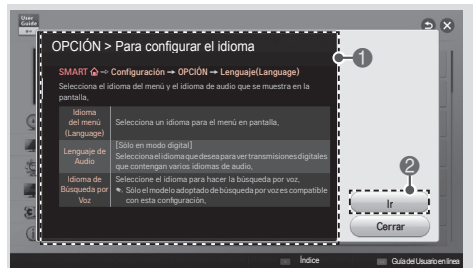 User
Guide
OPCIÓN > Para configurar el idioma
SMART ⇨ Configuración → OPCIÓN → Lenguaje(Language)
Selecciona el idioma del menú y el idioma de audio que se muestra en la
pantalla.
Idioma
del menú
(Language)
Selecciona un idioma para el menú en pantalla.
Lenguaje de
Audio
[Sólo en modo digital]
Selecciona el idioma que desea para ver transmisiones digitales
que contengan varios idiomas de audio.
Idioma de
Búsqueda por
Voz
Seleccione el idioma para hacer la búsqueda por voz.
Sólo el modelo adoptado de búsqueda por voz es compatible
con esta configuración.
1
2
Ir
Cerrar
Índice
Guía del Usuario en línea